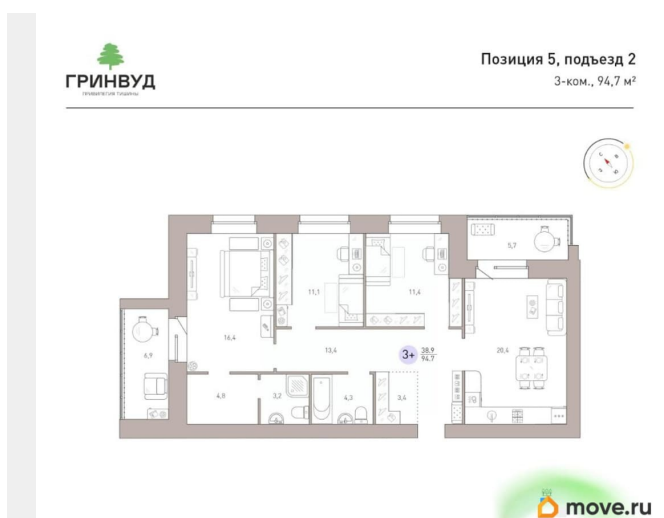 ГРИНВУД
ПРИВИЛЕГИЯ ТИШИНЫ
Позиция 5, подъезд 2
3-ком., 94,7 м²
С
В
Ю
5,7
11,1
11,4
16,4
6,9
13,4
3+
38.9
94.7
20,4
4,8
3,2
4,3
3,4
move.ru